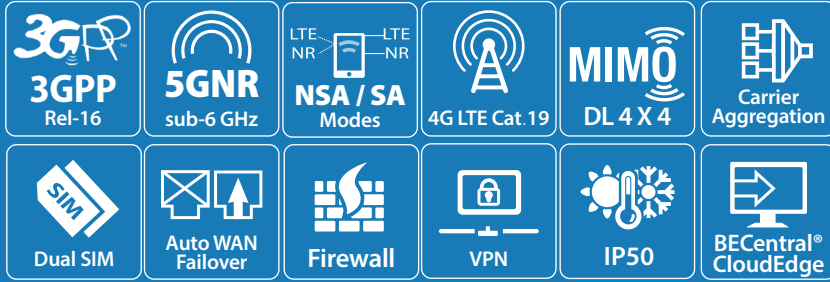 3GPP™
3GPP
Rel-16
5GNR
sub-6 GHz
LTE LTE
NR NR
NSA / SA
Modes
4G LTE Cat.19
MIMO
DL 4 X 4
Carrier
Aggregation
SIM
Dual SIM
Auto WAN
Failover
Firewall
VPN
IP50
BECentral®
CloudEdge